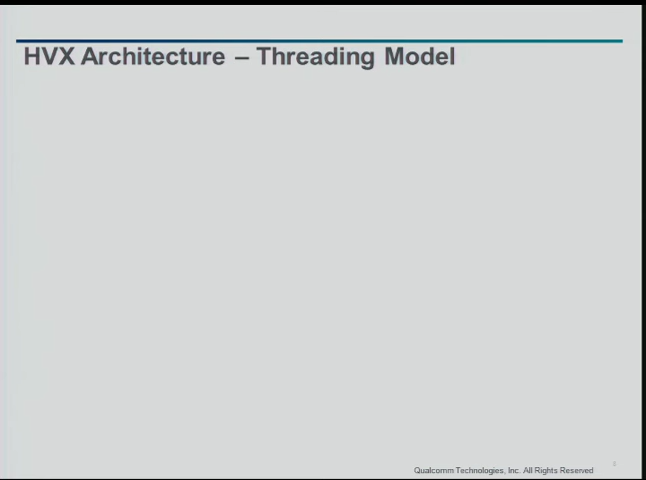 HVX Architecture – Threading Model
Qualcomm Technologies, Inc. All Rights Reserved